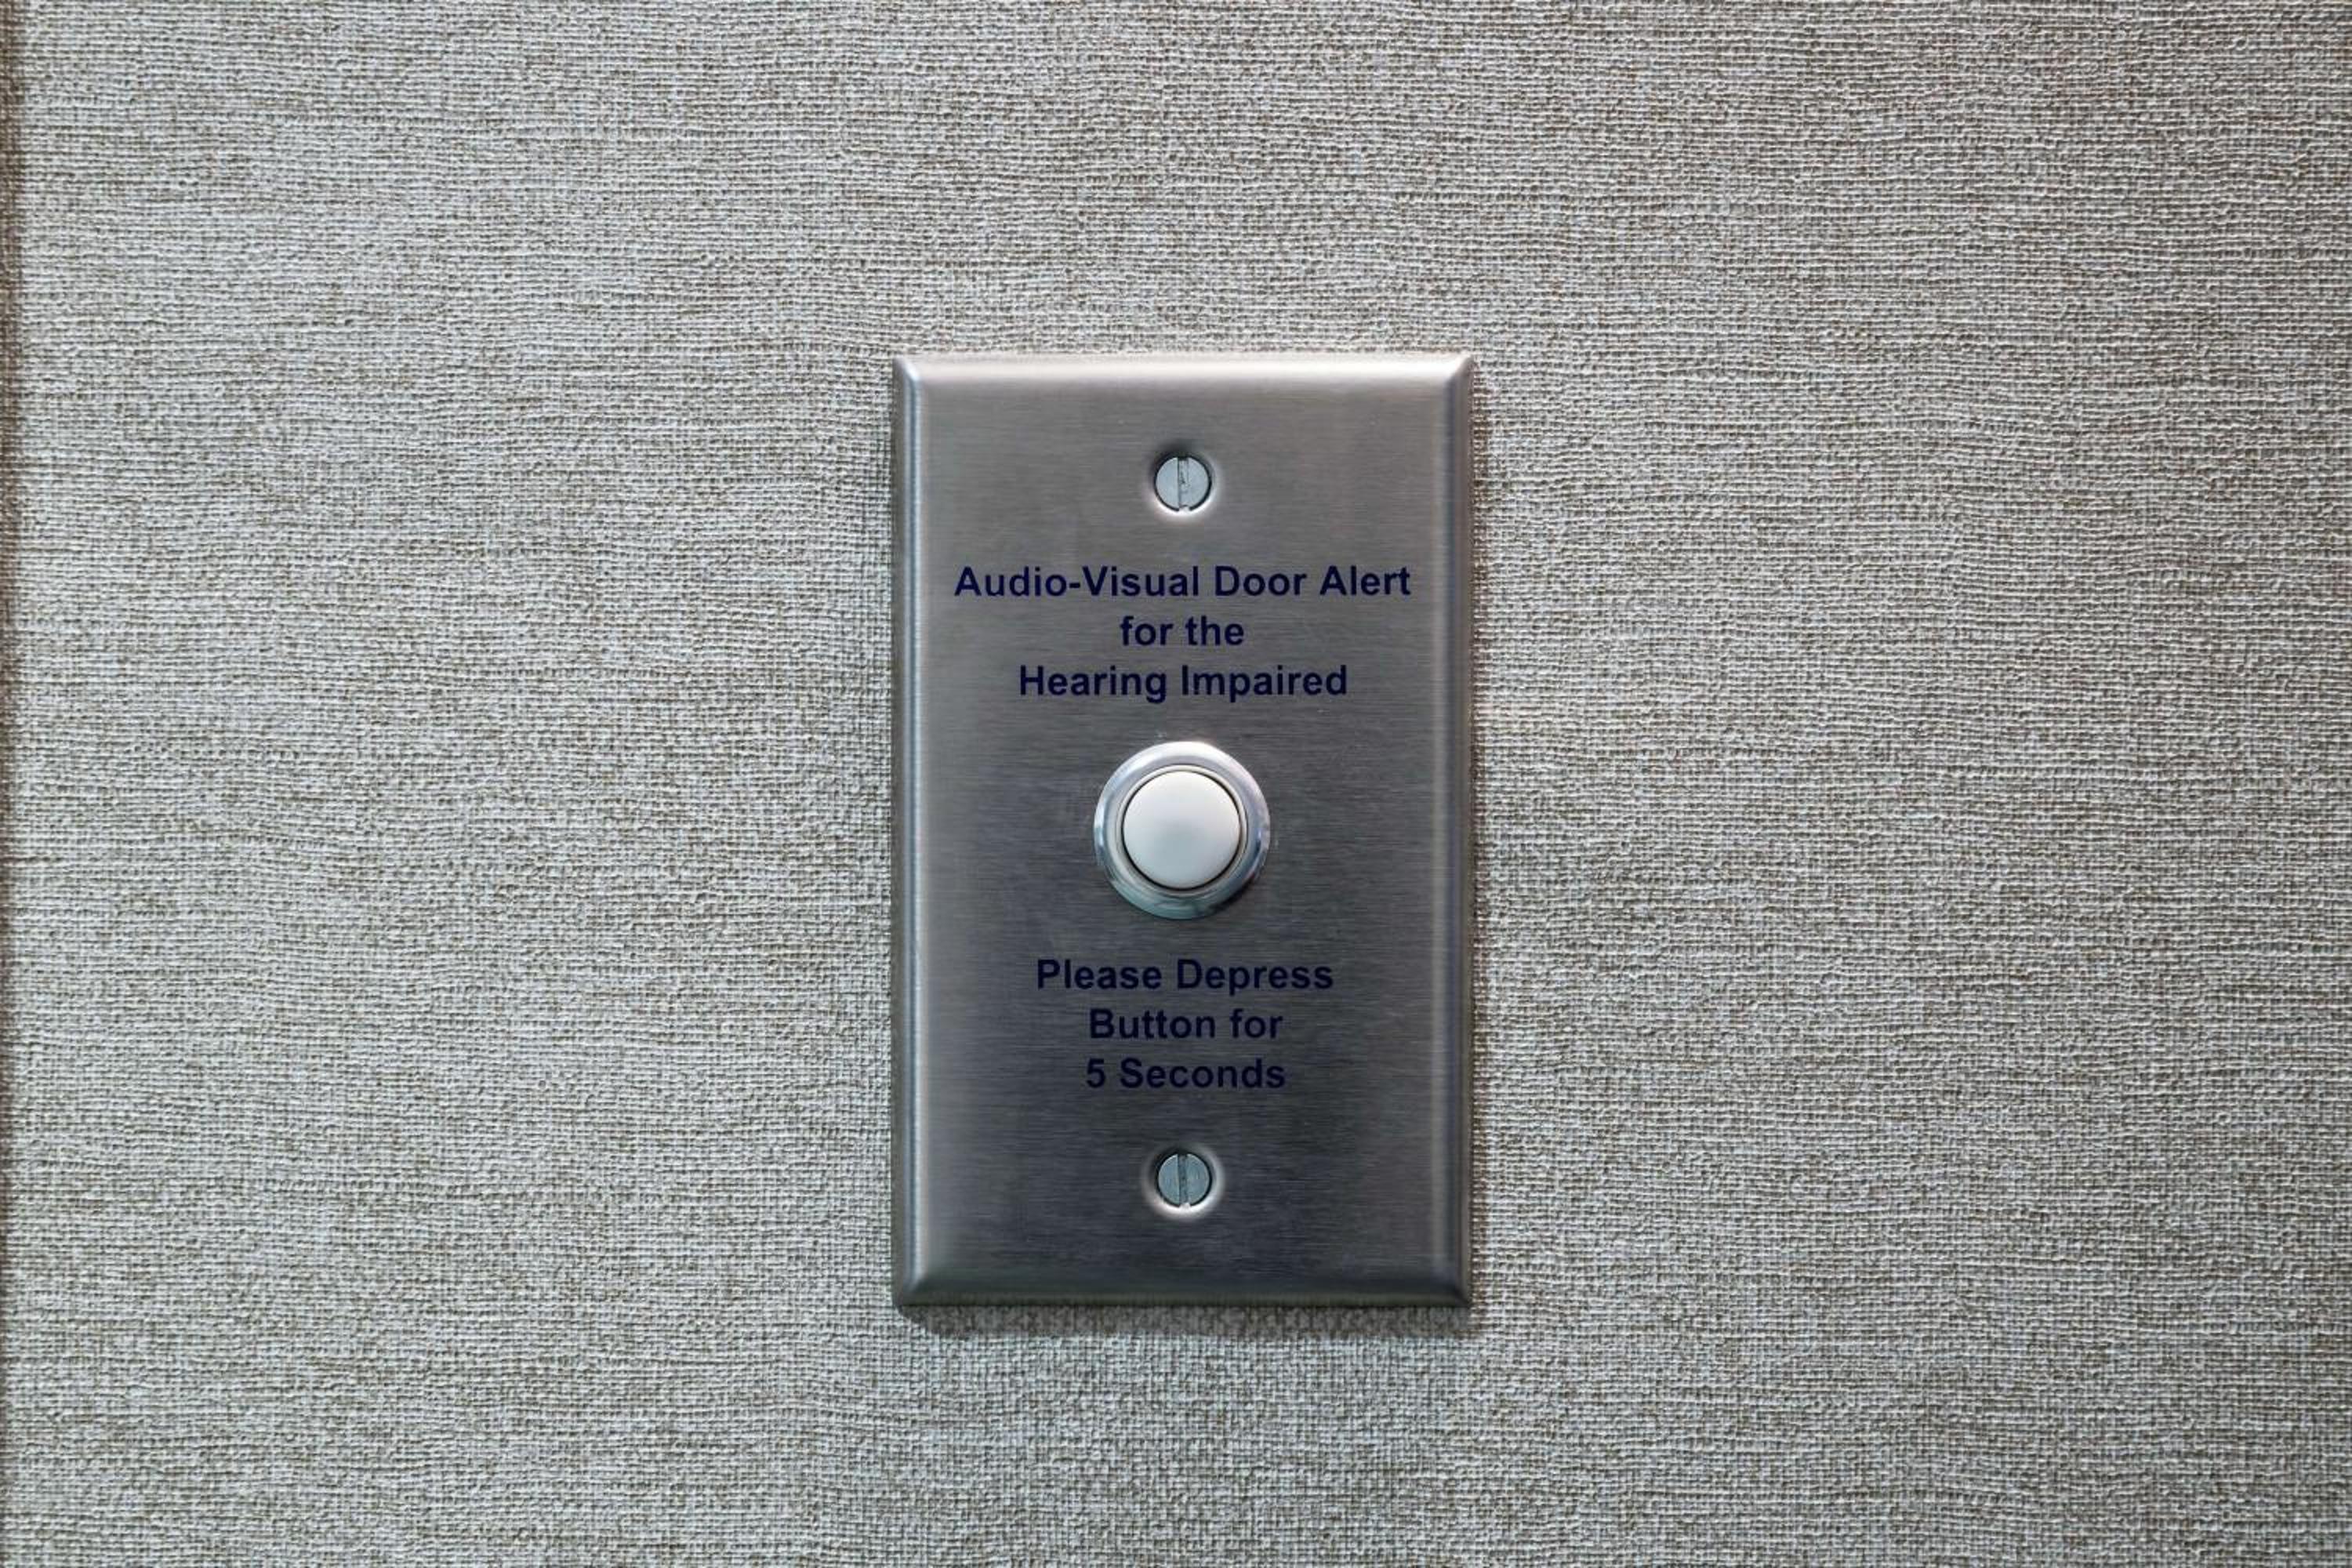 Audio-Visual Door Alert
for the
Hearing Impaired
Please Depress
Button for
5 Seconds